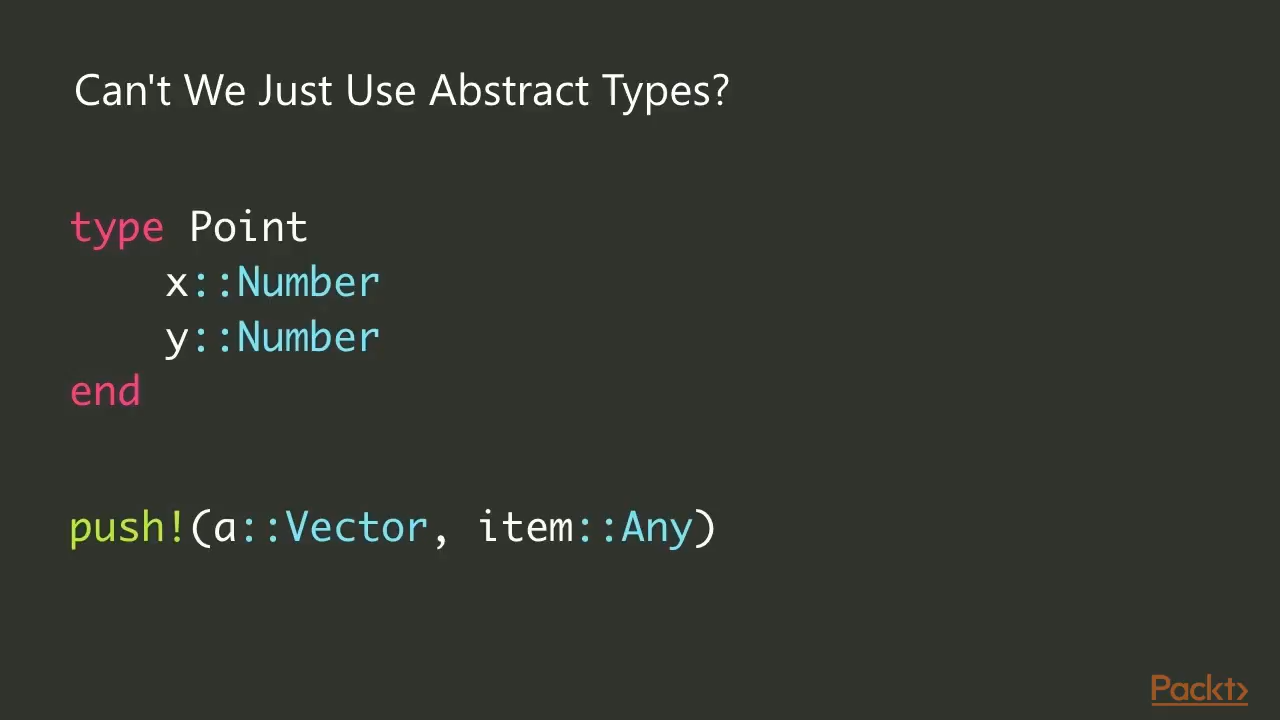 Can't We Just Use Abstract Types?
type Point
    x::Number
    y::Number
end
push!(a::Vector, item::Any)
Packt>